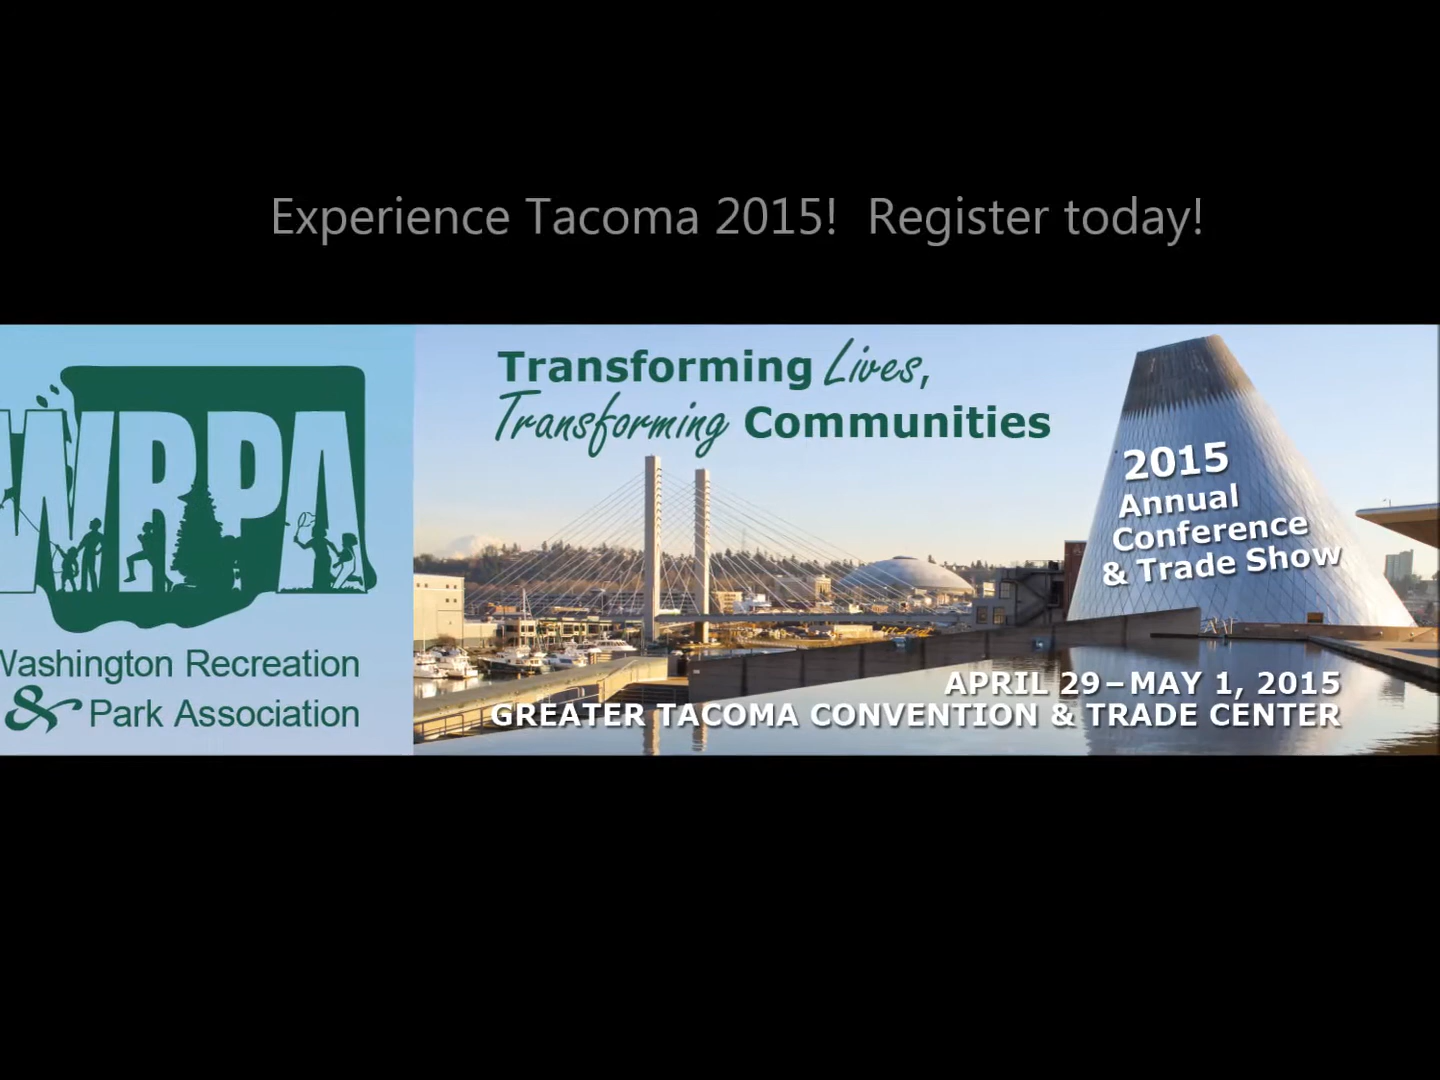 Experience Tacoma 2015!  Register today!
WRPA
Washington Recreation
& Park Association
Transforming Lives,
Transforming Communities
2015
Annual
Conference
& Trade Show
APRIL 29–MAY 1, 2015
GREATER TACOMA CONVENTION & TRADE CENTER